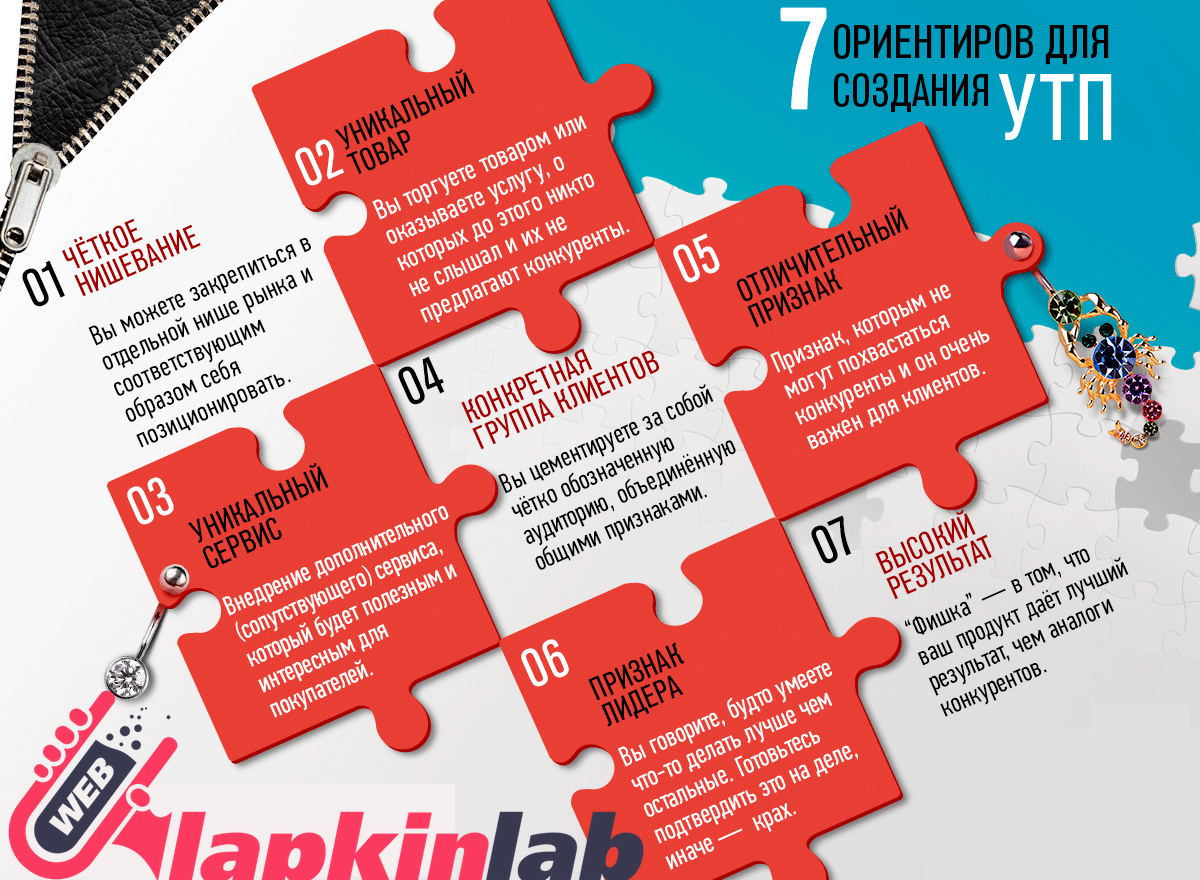 7 ОРИЕНТИРОВ ДЛЯ
СОЗДАНИЯ УТП
01 ЧЁТКОЕ
НИШЕВАНИЕ
Вы можете закрепиться в
отдельной нише рынка и
соответствующим
образом себя
позиционировать.
02 УНИКАЛЬНЫЙ
ТОВАР
Вы торгуете товаром или
оказываете услугу, о
которых до этого никто
не слышал и их не
предлагают конкуренты.
03 УНИКАЛЬНЫЙ
СЕРВИС
Внедрение дополнительного
(сопутствующего) сервиса,
который будет полезным и
интересным для
покупателей.
04 КОНКРЕТНАЯ
ГРУППА КЛИЕНТОВ
Вы цементируете за собой
чётко обозначенную
аудиторию, объединённую
общими признаками.
05 ОТЛИЧИТЕЛЬНЫЙ
ПРИЗНАК
Признак, которым не
могут похвастаться
конкуренты и он очень
важен для клиентов.
06 ПРИЗНАК
ЛИДЕРА
Вы говорите, будто умеете
что-то делать лучше чем
остальные. Готовьтесь
подтвердить это на деле,
иначе — крах.
07 ВЫСОКИЙ
РЕЗУЛЬТАТ
“Фишка” — в том, что
ваш продукт даёт лучший
результат, чем аналоги
конкурентов.
WEB
lapkinlab